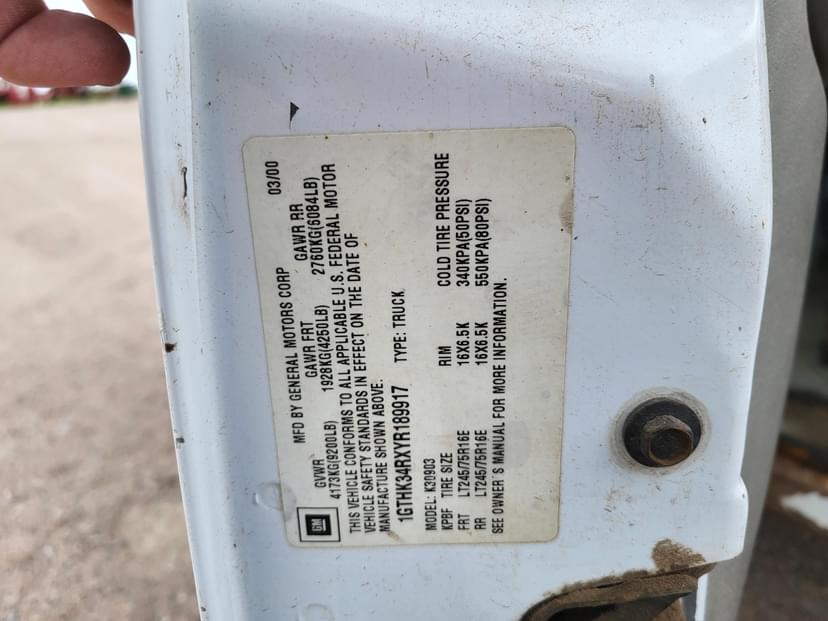 MFD BY GENERAL MOTORS CORP 03/00
GVWR GAWR FRT GAWR RR
4173KG(9200LB) 1928KG(4250LB) 2760KG(6084LB)
THIS VEHICLE CONFORMS TO ALL APPLICABLE U.S. FEDERAL MOTOR
VEHICLE SAFETY STANDARDS IN EFFECT ON THE DATE OF
MANUFACTURE SHOWN ABOVE.
1GTHK34RXYR189917 TYPE: TRUCK
MODEL: K30903
KPBF TIRE SIZE RIM COLD TIRE PRESSURE
FRT LT245/75R16E 16X6.5K 340KPA(50PSI)
RR LT245/75R16E 16X6.5K 550KPA(80PSI)
SEE OWNER'S MANUAL FOR MORE INFORMATION.
GM